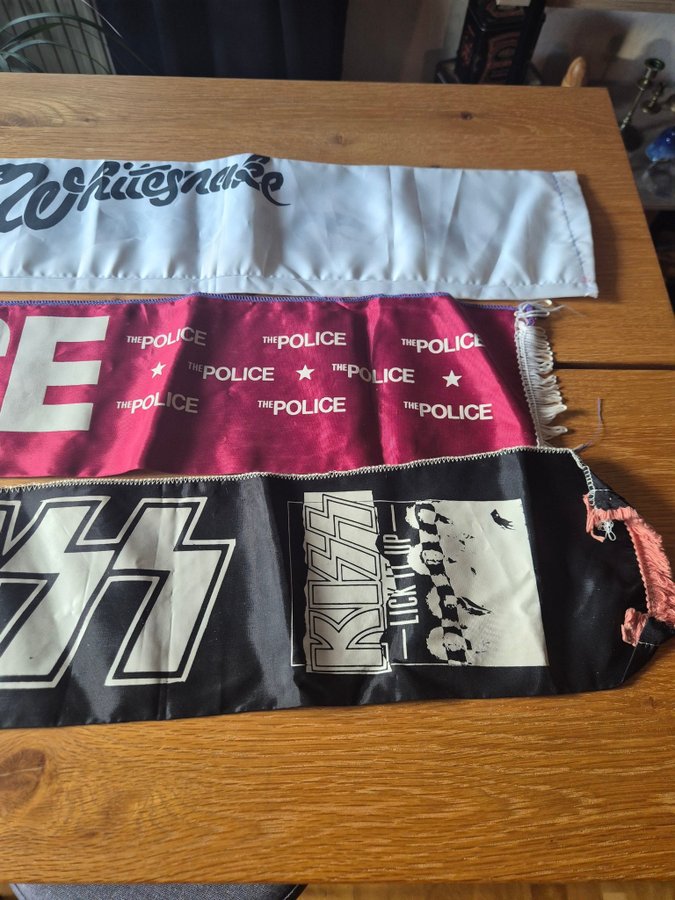 Whitesnake
CE
THE POLICE THE POLICE THE POLICE
THE POLICE THE POLICE
THE POLICE THE POLICE THE POLICE
SS
KISS
LICK IT UP